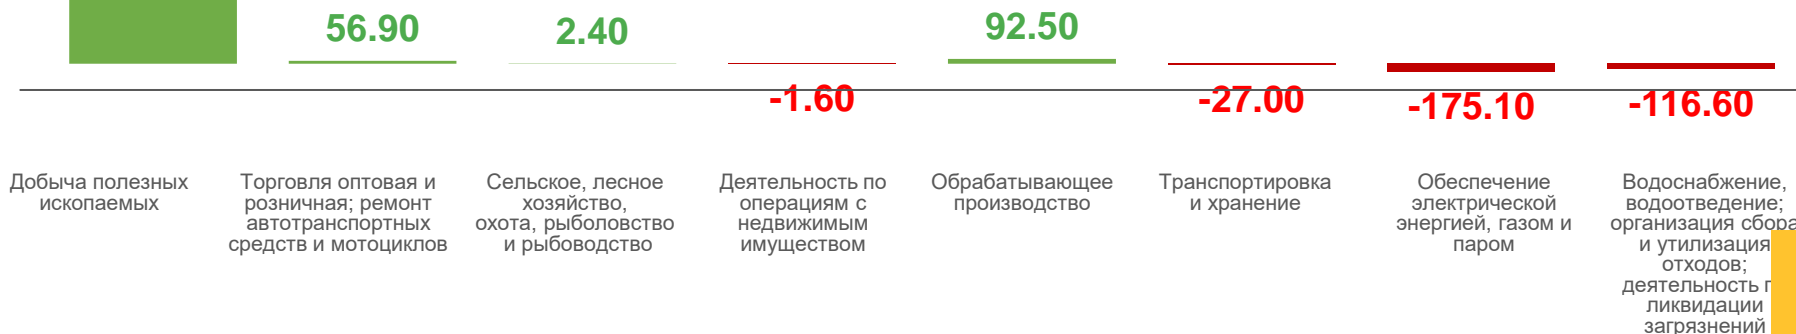 56.90
2.40
92.50
-1.60
-27.00
-175.10
-116.60
Добыча полезных
ископаемых
Торговля оптовая и
розничная; ремонт
автотранспортных
средств и мотоциклов
Сельское, лесное
хозяйство,
охота, рыболовство
и рыбоводство
Деятельность по
операциям с
недвижимым
имуществом
Обрабатывающее
производство
Транспортировка
и хранение
Обеспечение
электрической
энергией, газом и
паром
Водоснабжение,
водоотведение;
организация сбора
и утилизация
отходов;
деятельность
ликвидации
загрязнений